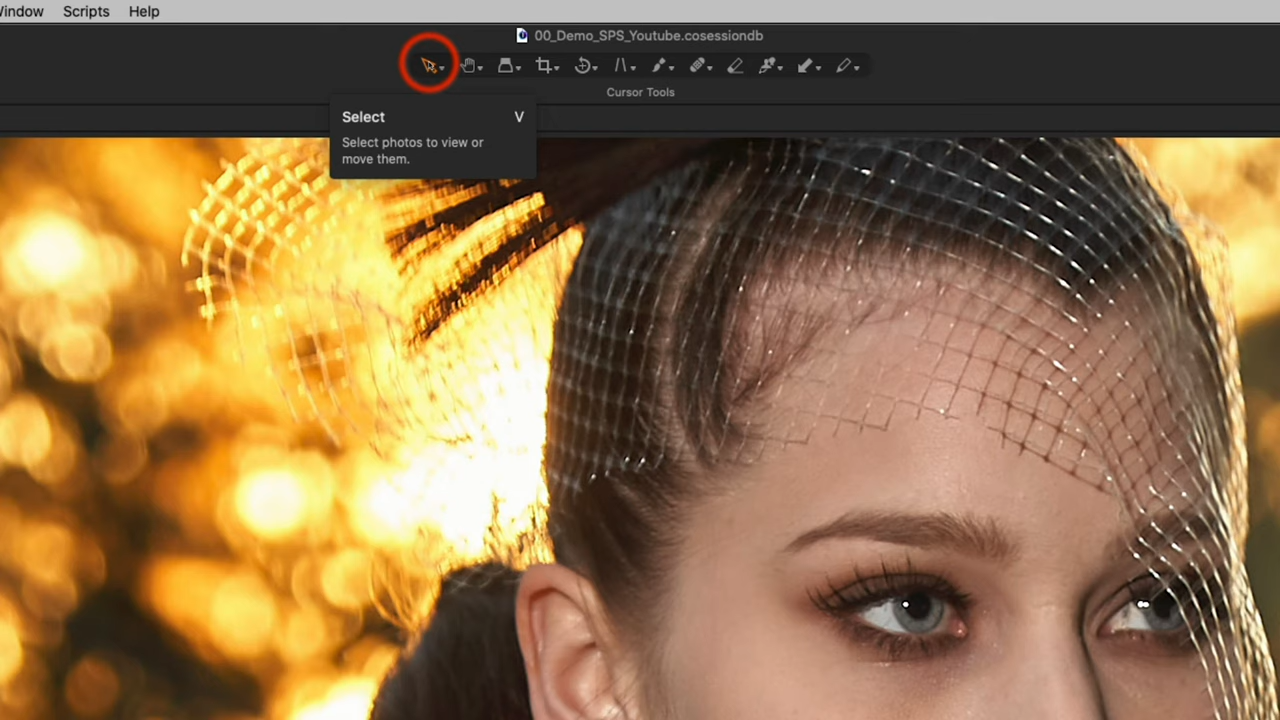 Window Scripts Help
00_Demo_SPS_Youtube.cosessiondb
Cursor Tools
Select V
Select photos to view or
move them.